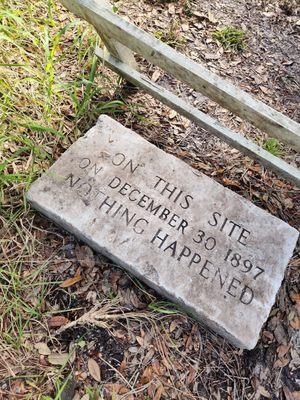 ON THIS SITE
ON DECEMBER 30 1897
NOTHING HAPPENED